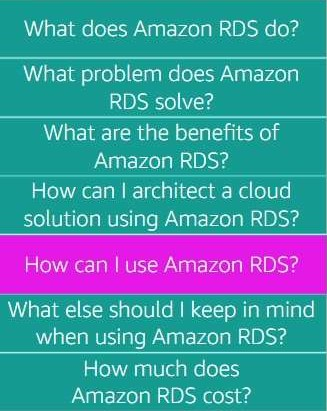 What does Amazon RDS do?
What problem does Amazon
RDS solve?
What are the benefits of
Amazon RDS?
How can I architect a cloud
solution using Amazon RDS?
How can I use Amazon RDS?
What else should I keep in mind
when using Amazon RDS?
How much does
Amazon RDS cost?